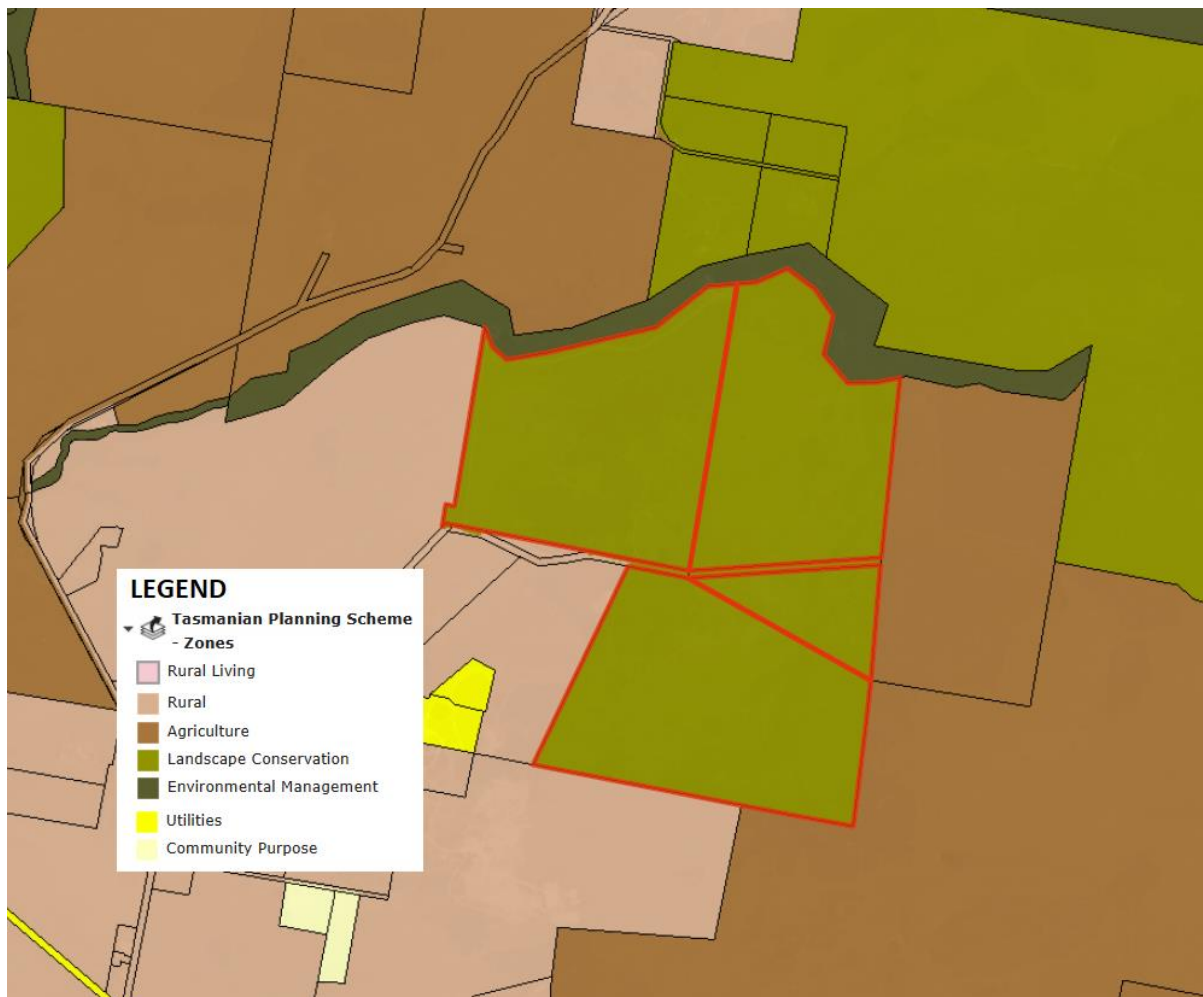 LEGEND
Tasmanian Planning Scheme
- Zones
Rural Living
Rural
Agriculture
Landscape Conservation
Environmental Management
Utilities
Community Purpose